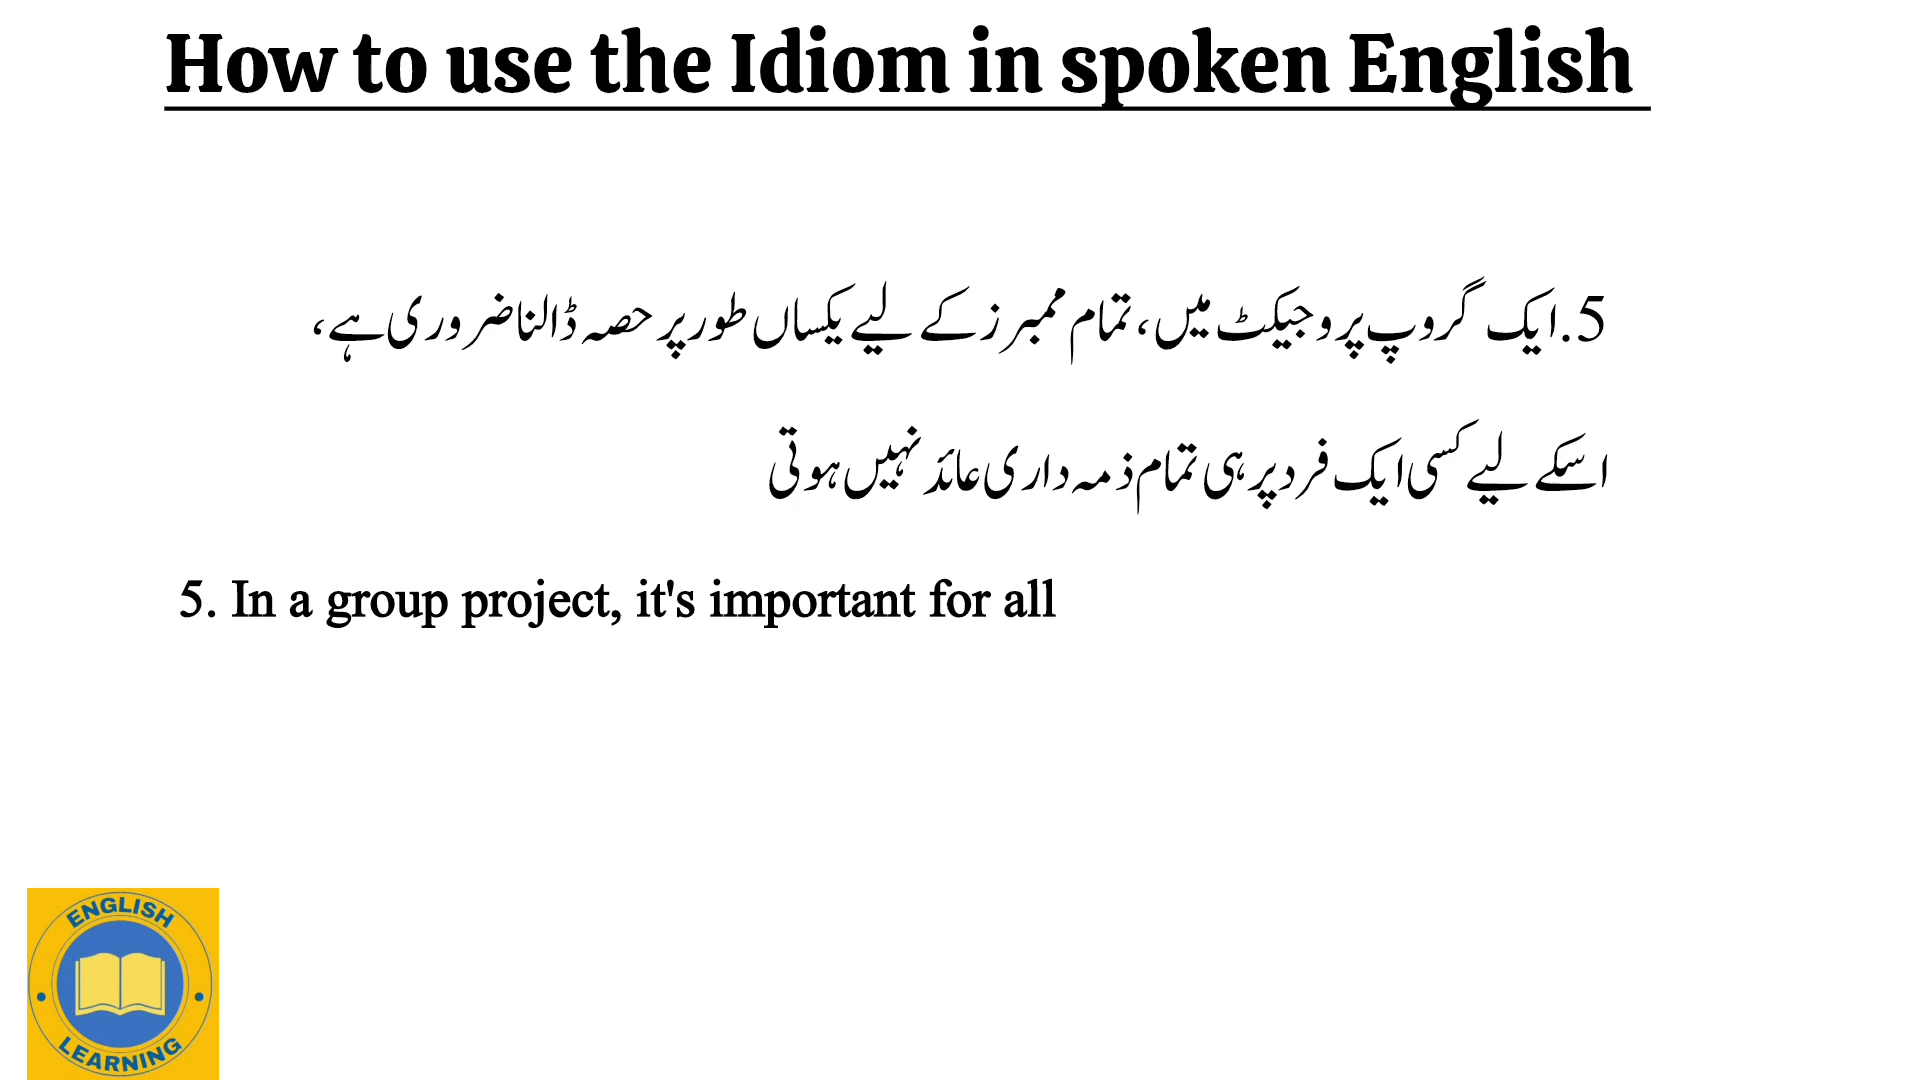 How to use the Idiom in spoken English
5.ایک گروپ پروجیکٹ میں، تمام ممبرز کے لیے یکساں طور پر حصہ ڈالنا ضروری ہے،
اسکے لیے کسی ایک فرد پر ہی تمام ذمہ داری عائد نہیں ہوتی
5. In a group project, it's important for all
ENGLISH
LEARNING